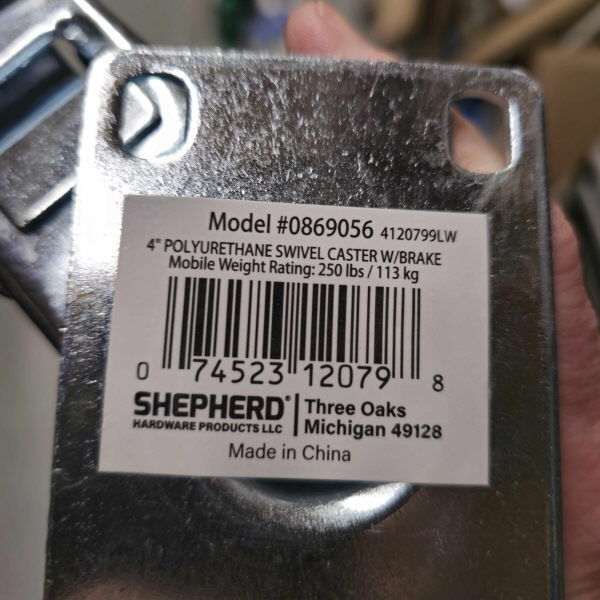 Model #0869056 4120799LW
4" POLYURETHANE SWIVEL CASTER W/BRAKE
Mobile Weight Rating: 250 lbs / 113 kg
0 74523 12079 8
SHEPHERD® Three Oaks
HARDWARE PRODUCTS LLC Michigan 49128
Made in China